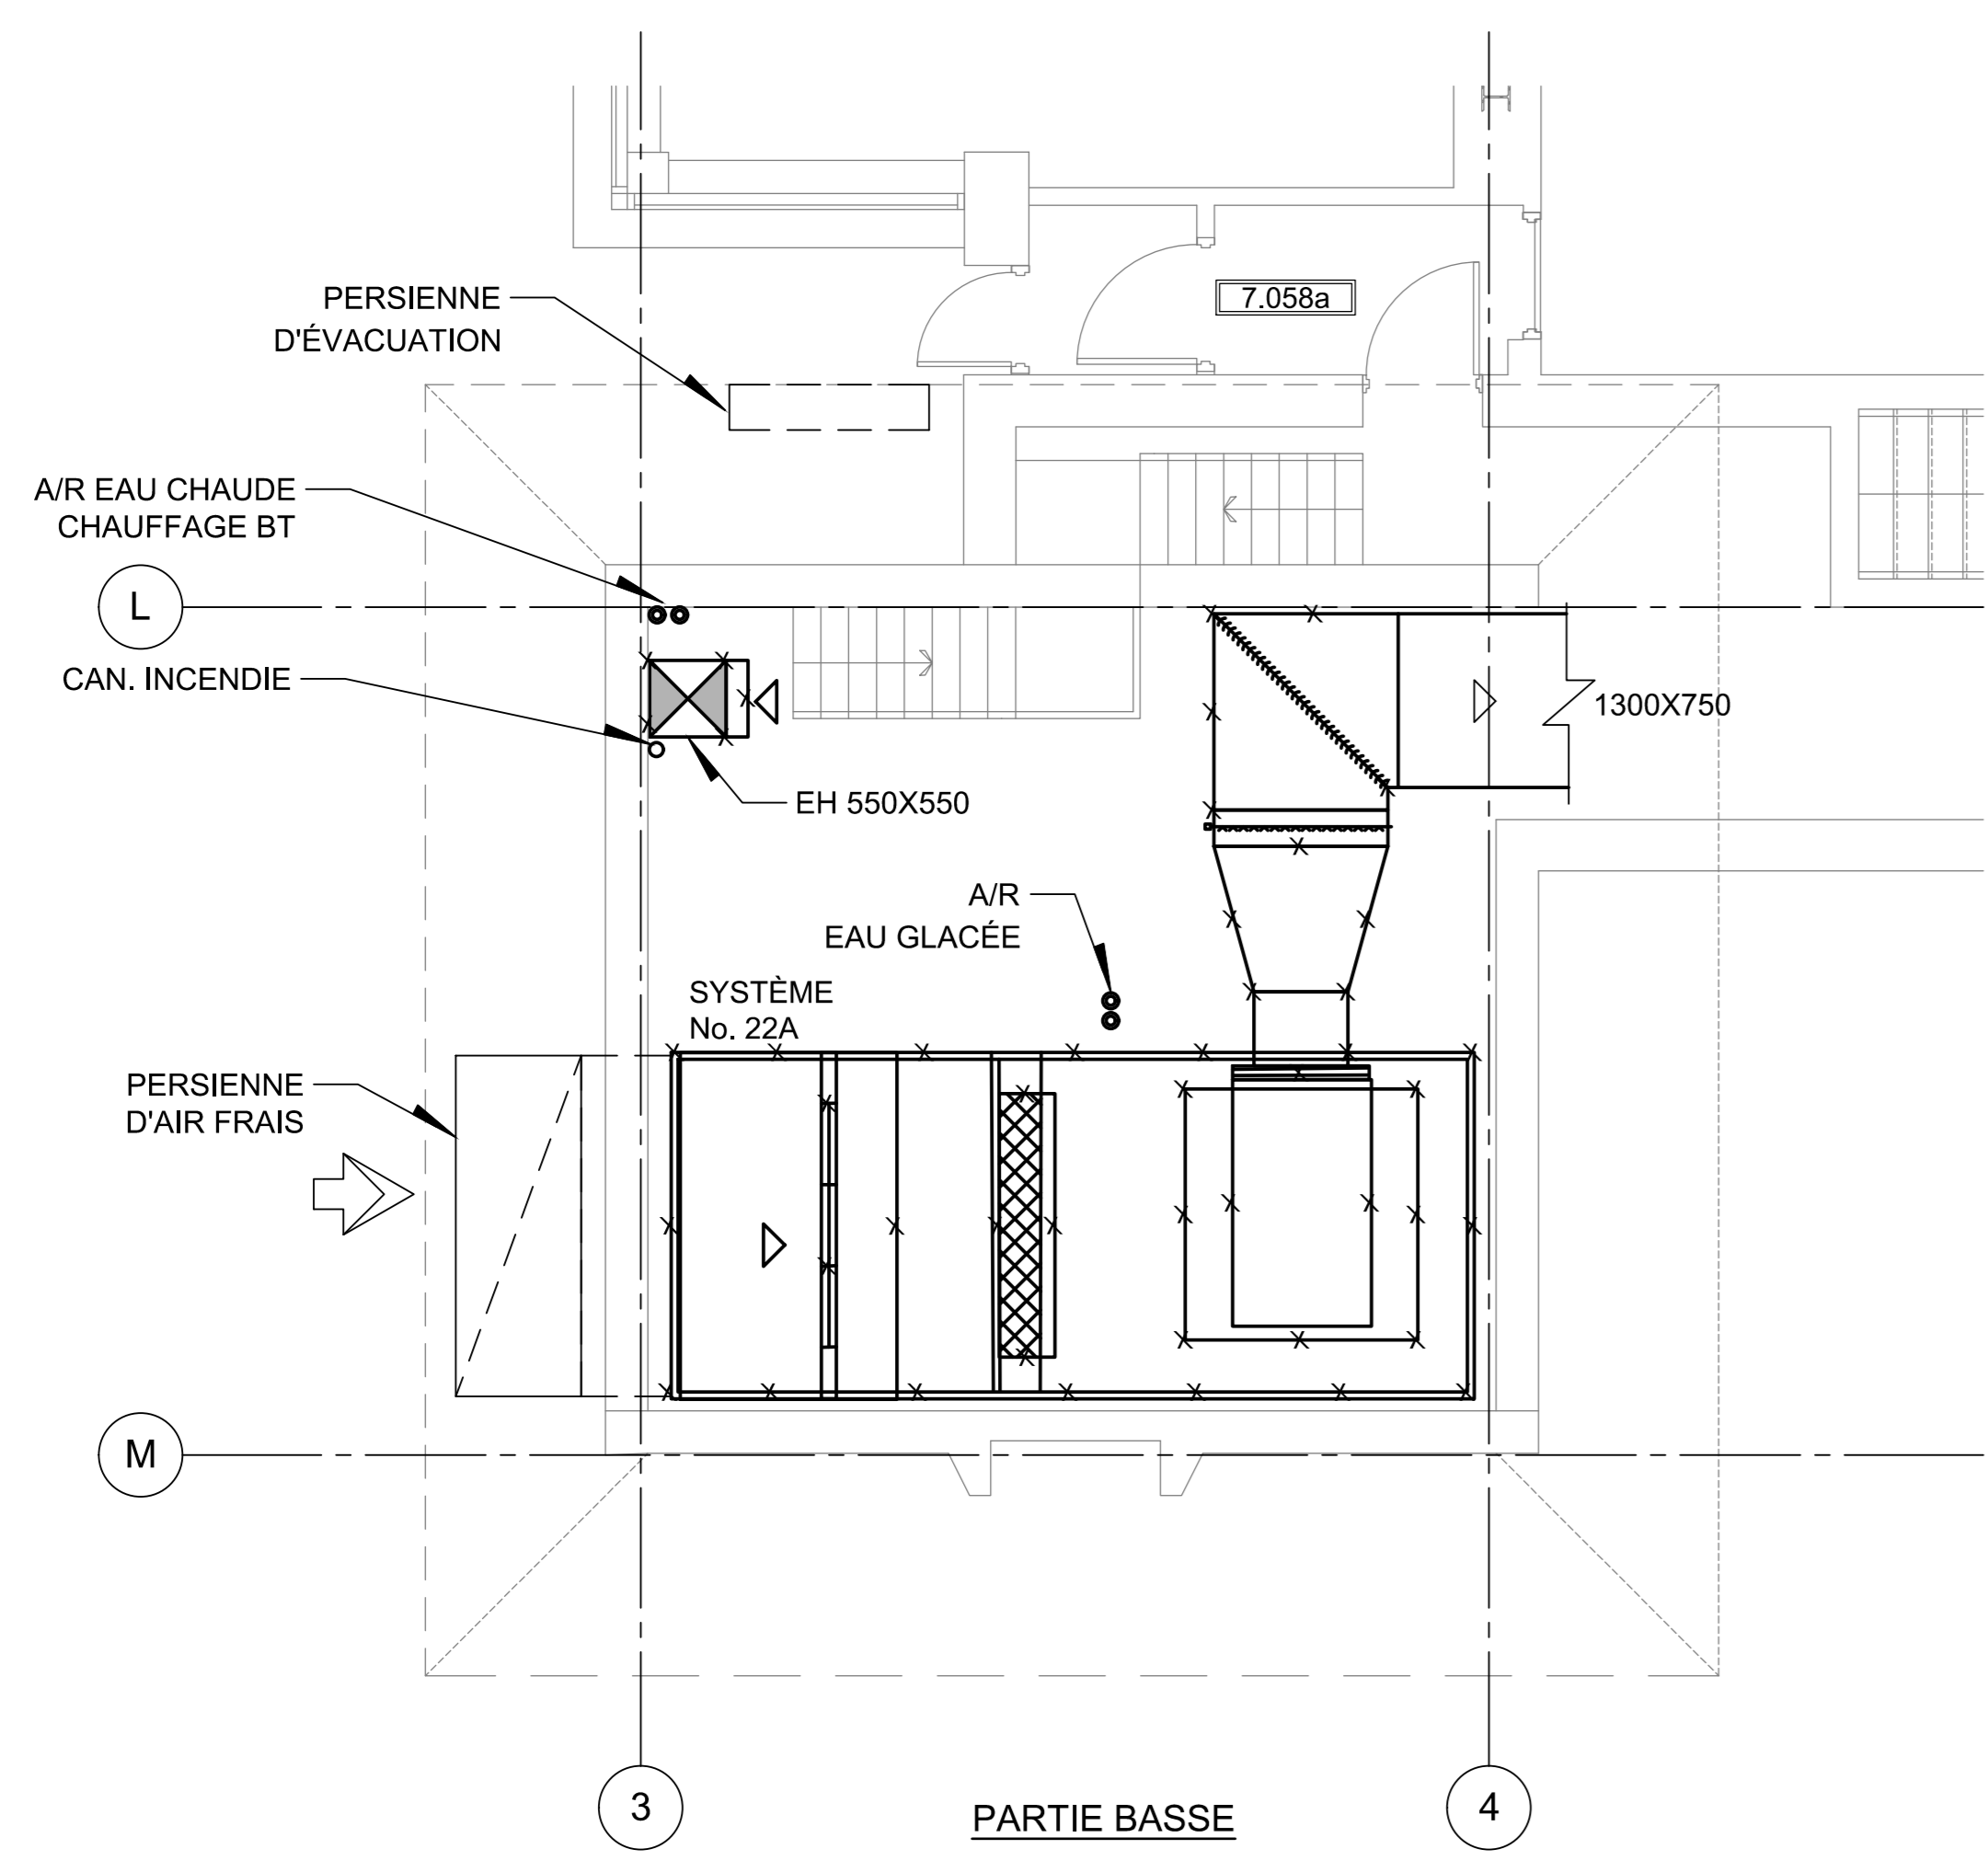 7.058a
PERSIENNE
D'ÉVACUATION
A/R EAU CHAUDE
CHAUFFAGE BT
L
CAN. INCENDIE
1300X750
EH 550X550
A/R
EAU GLACÉE
SYSTÈME
No. 22A
PERSIENNE
D'AIR FRAIS
M
3
4
PARTIE BASSE